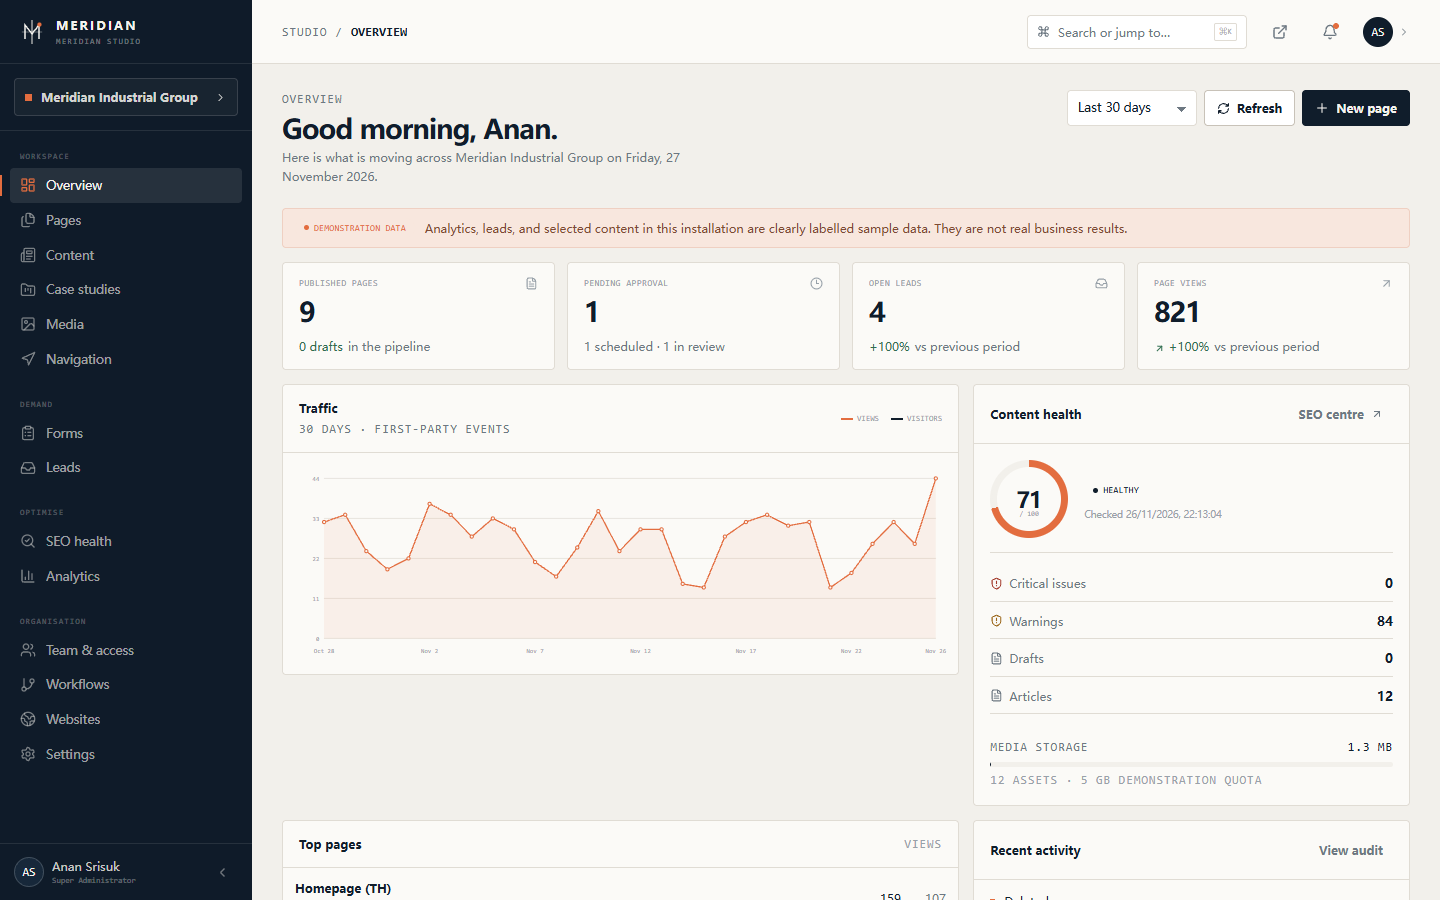 MERIDIAN
MERIDIAN STUDIO
Meridian Industrial Group
WORKSPACE
Overview
Pages
Content
Case studies
Media
Navigation
DEMAND
Forms
Leads
OPTIMISE
SEO health
Analytics
ORGANISATION
Team & access
Workflows
Websites
Settings
AS
Anan Srisuk
Super Administrator
STUDIO / OVERVIEW
Search or jump to...
⌘K
AS
OVERVIEW
Good morning, Anan.
Here is what is moving across Meridian Industrial Group on Friday, 27
November 2026.
Last 30 days
Refresh
New page
DEMONSTRATION DATA
Analytics, leads, and selected content in this installation are clearly labelled sample data. They are not real business results.
PUBLISHED PAGES
9
0 drafts in the pipeline
PENDING APPROVAL
1
1 scheduled · 1 in review
OPEN LEADS
4
+100% vs previous period
PAGE VIEWS
821
+100% vs previous period
Traffic
30 DAYS · FIRST-PARTY EVENTS
VIEWS
VISITORS
44
33
22
11
0
Oct 28
Nov 2
Nov 7
Nov 12
Nov 17
Nov 22
Nov 26
Content health
SEO centre
71
/ 100
HEALTHY
Checked 26/11/2026, 22:13:04
Critical issues
0
Warnings
84
Drafts
0
Articles
12
MEDIA STORAGE
1.3 MB
12 ASSETS · 5 GB DEMONSTRATION QUOTA
Top pages
VIEWS
Homepage (TH)
159
107
Recent activity
View audit
Deleted